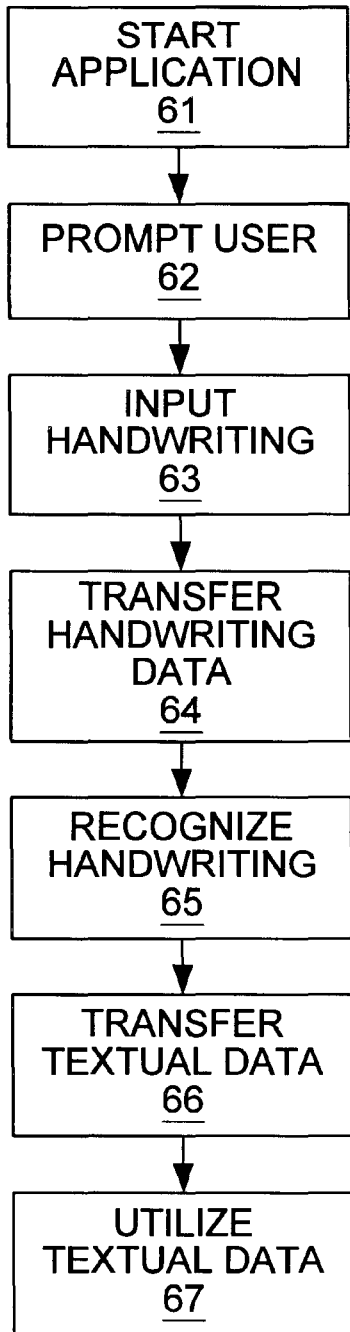 START
APPLICATION
61
PROMPT USER
62
INPUT
HANDWRITING
63
TRANSFER
HANDWRITING
DATA
64
RECOGNIZE
HANDWRITING
65
TRANSFER
TEXTUAL DATA
66
UTILIZE
TEXTUAL DATA
67